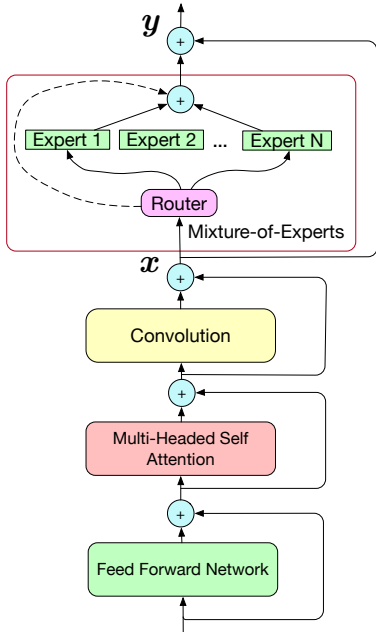 y
+
+
Expert 1 Expert 2 ... Expert N
Router
Mixture-of-Experts
x
+
Convolution
+
Multi-Headed Self
Attention
+
Feed Forward Network